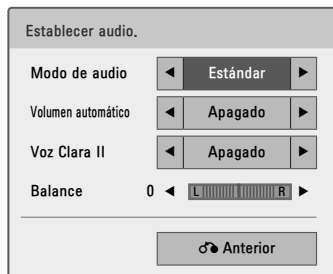 Establecer audio.
Modo de audio ◄ Estándar ►
Volumen automático ◄ Apagado ►
Voz Clara II ◄ Apagado ►
Balance 0 ◄ L R ►
Anterior